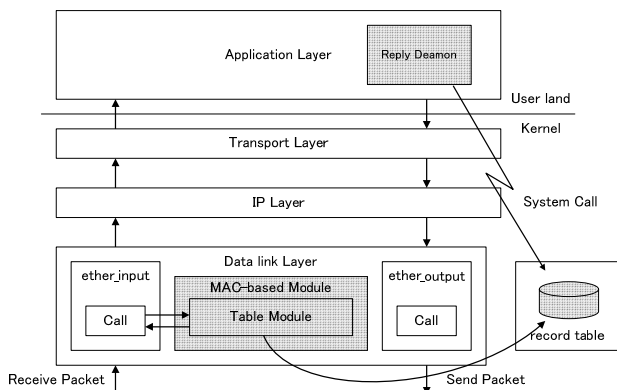 Application Layer
Reply Deamon
User land
Kernel
Transport Layer
IP Layer
System Call
Data link Layer
ether_input
MAC-based Module
ether_output
Call
Table Module
Call
record table
Receive Packet
Send Packet